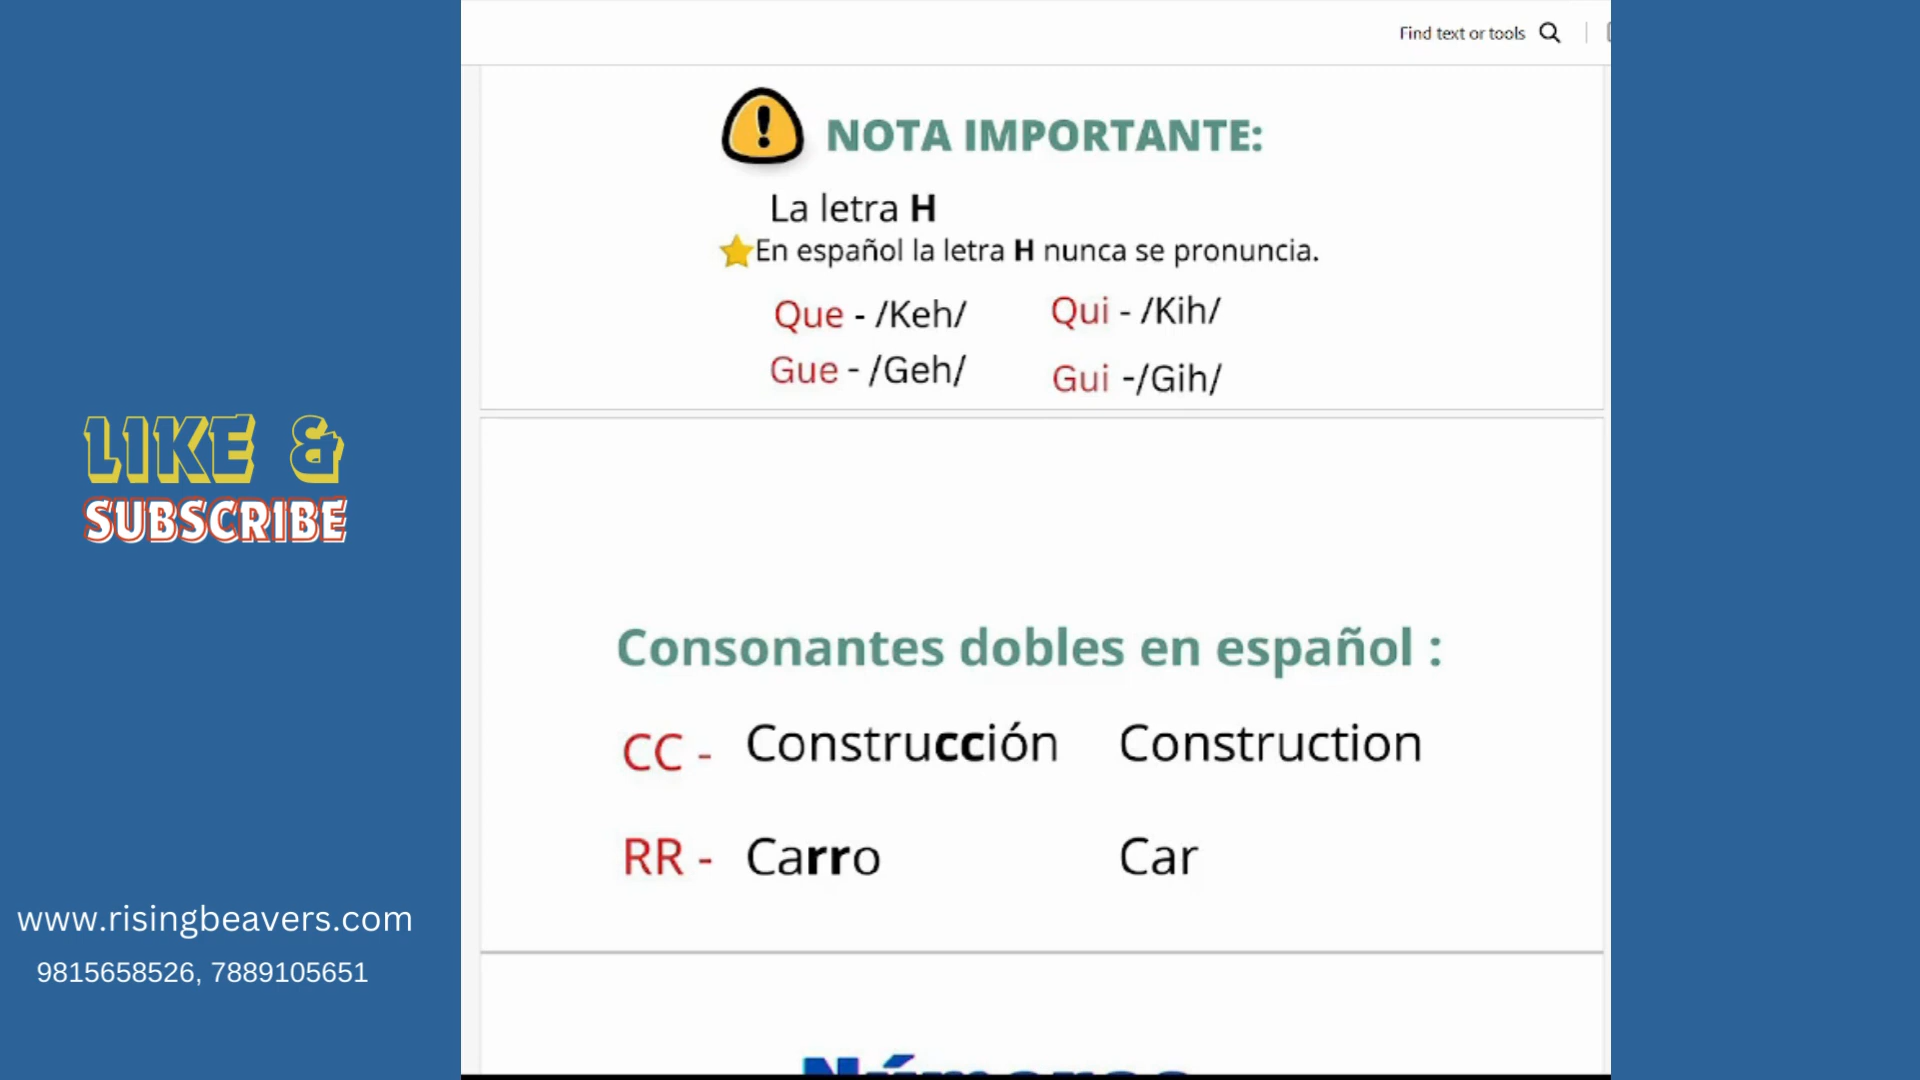 Find text or tools
NOTA IMPORTANTE:
La letra H
En español la letra H nunca se pronuncia.
Que - /Keh/ Qui - /Kih/
Gue - /Geh/ Gui -/Gih/
LIKE &
SUBSCRIBE
Consonantes dobles en español :
CC - Construcción Construction
RR - Carro Car
www.risingbeavers.com
9815658526, 7889105651
Números